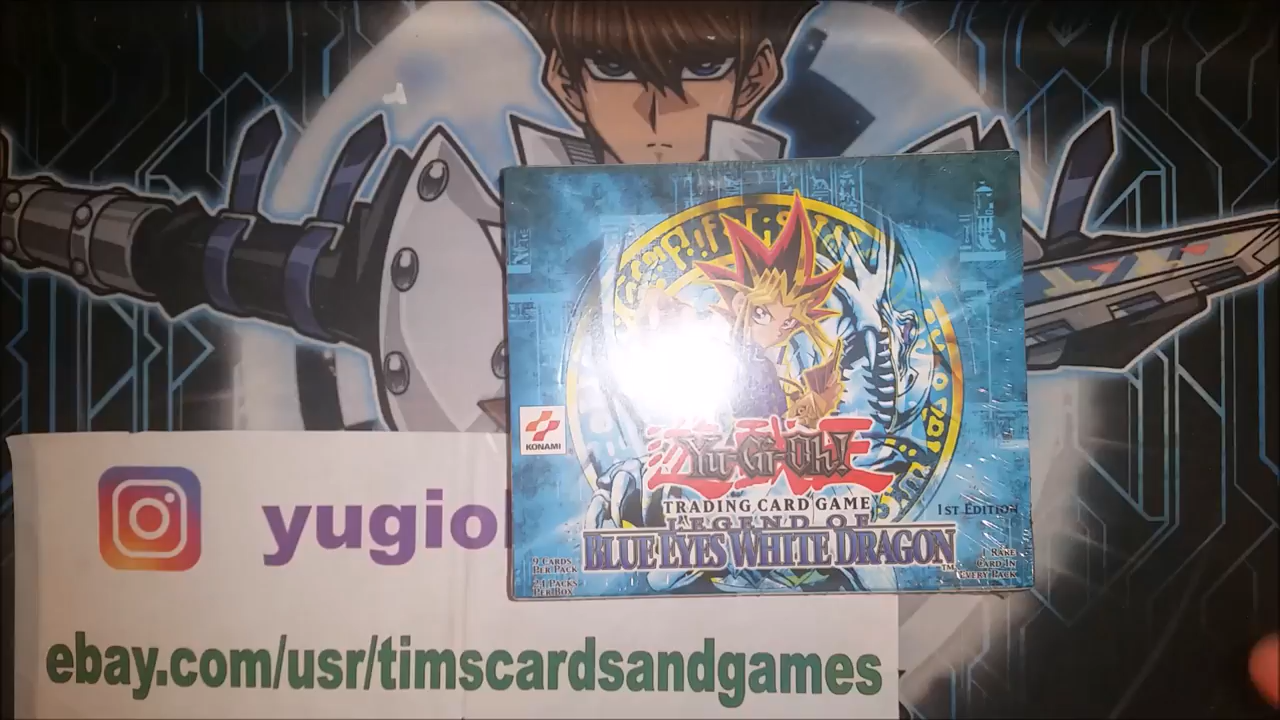 KONAMI
Yu-Gi-Oh!
TRADING CARD GAME
1ST EDITION
LEGEND OF
BLUE EYES WHITE DRAGON™
9 CARDS
PER PACK
24 PACKS
PER BOX
1 RARE
CARD IN
EVERY PACK
yugio
ebay.com/usr/timscardsandgames